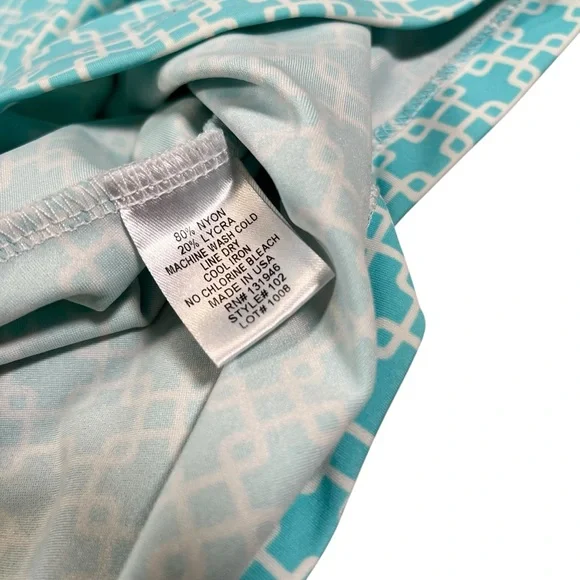 80% NYON
20% LYCRA
MACHINE WASH COLD
LINE DRY
COOL IRON
NO CHLORINE BLEACH
MADE IN USA
RN# 131946
STYLE# 102
LOT# 1008